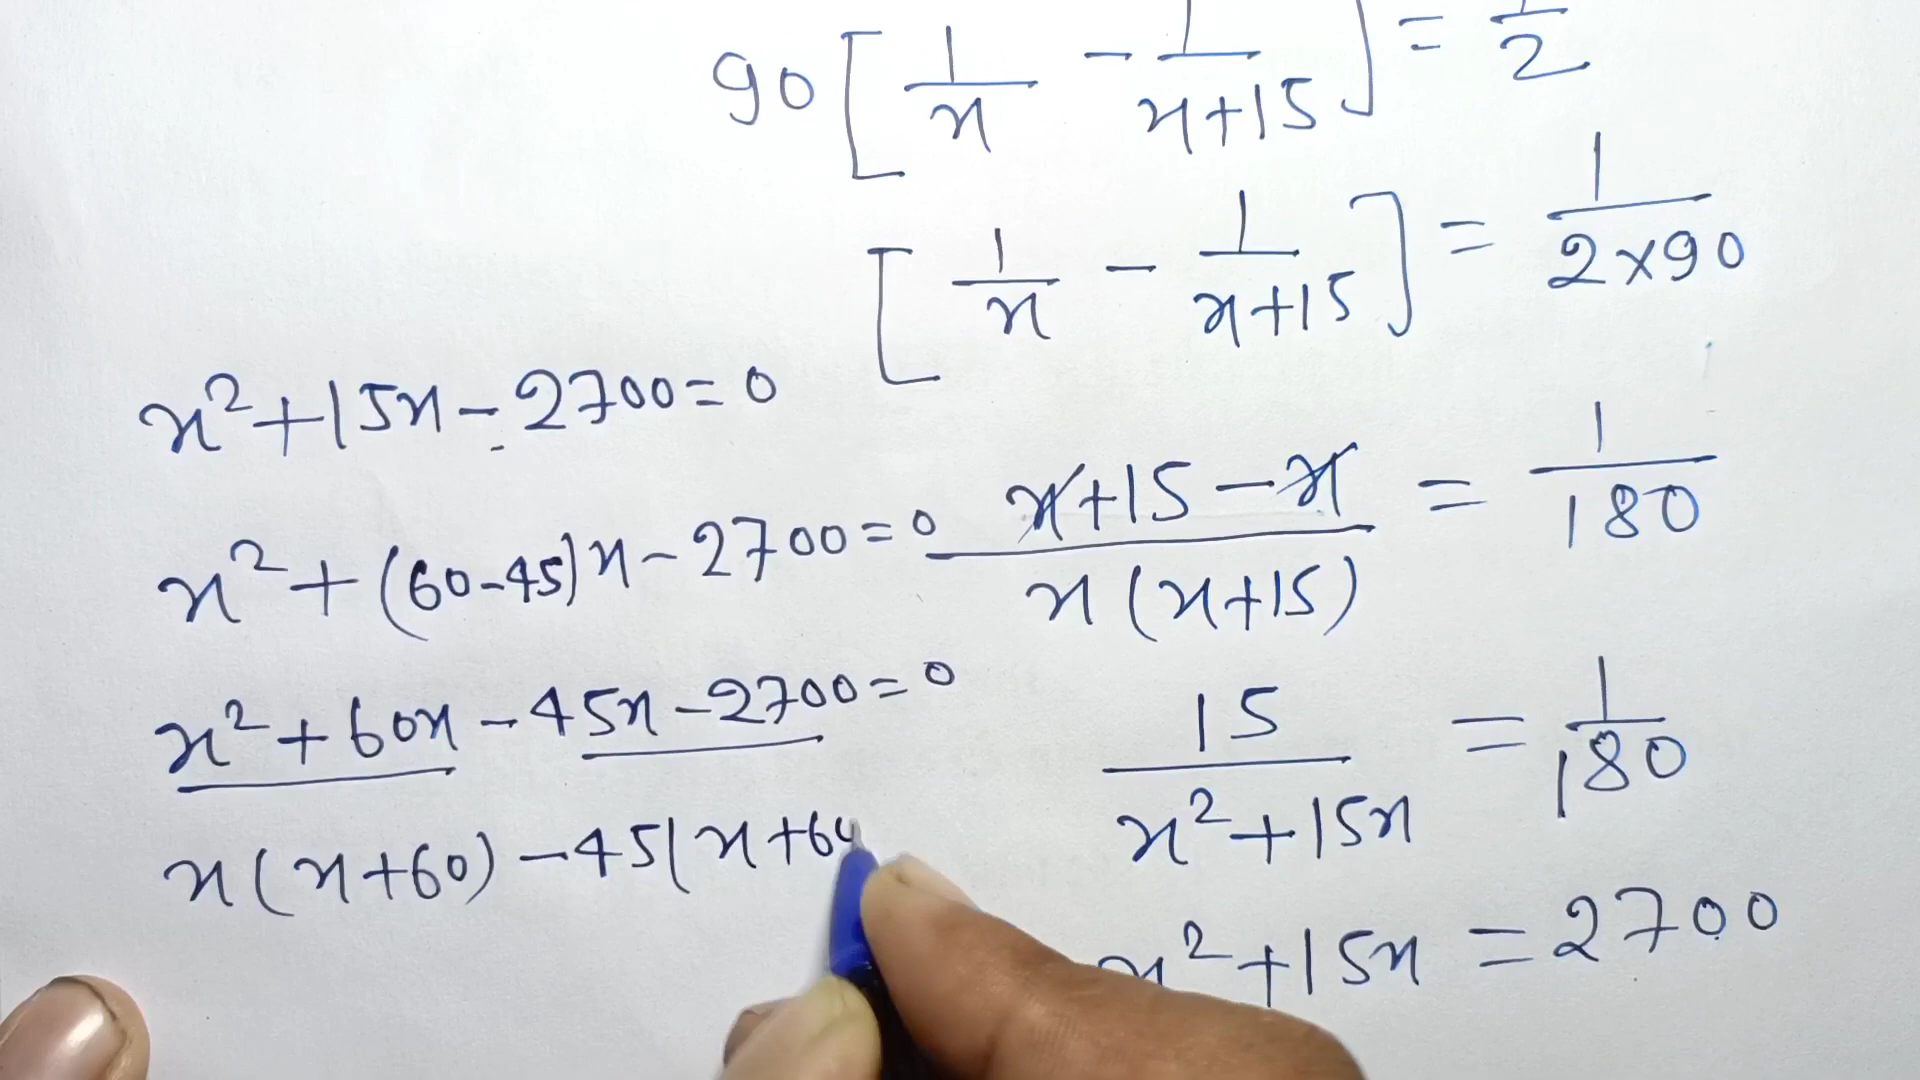 90 [ 1/x - 1/x+15 ] = 1/2
[ 1/x - 1/x+15 ] = 1/2×90
x+15-x / x(x+15) = 1/180
15 / x²+15x = 1/180
x²+15x = 2700
x²+15x-2700=0
x²+(60-45)x-2700=0
x²+60x-45x-2700=0
x(x+60)-45(x+60